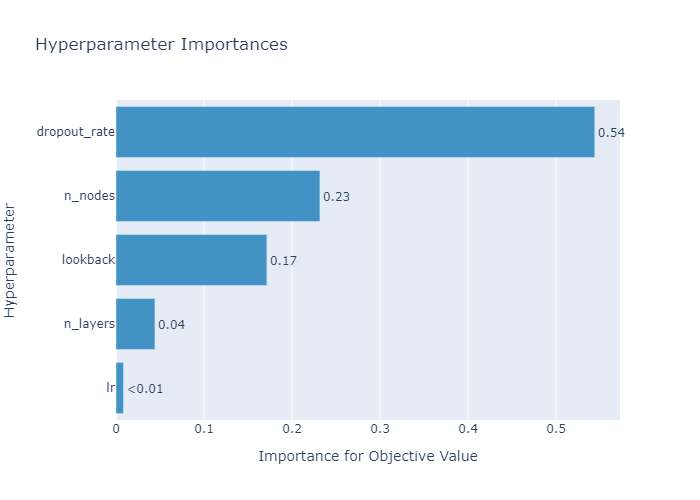 Hyperparameter Importances
Hyperparameter
dropout_rate 0.54
n_nodes 0.23
lookback 0.17
n_layers 0.04
lr <0.01
0 0.1 0.2 0.3 0.4 0.5
Importance for Objective Value